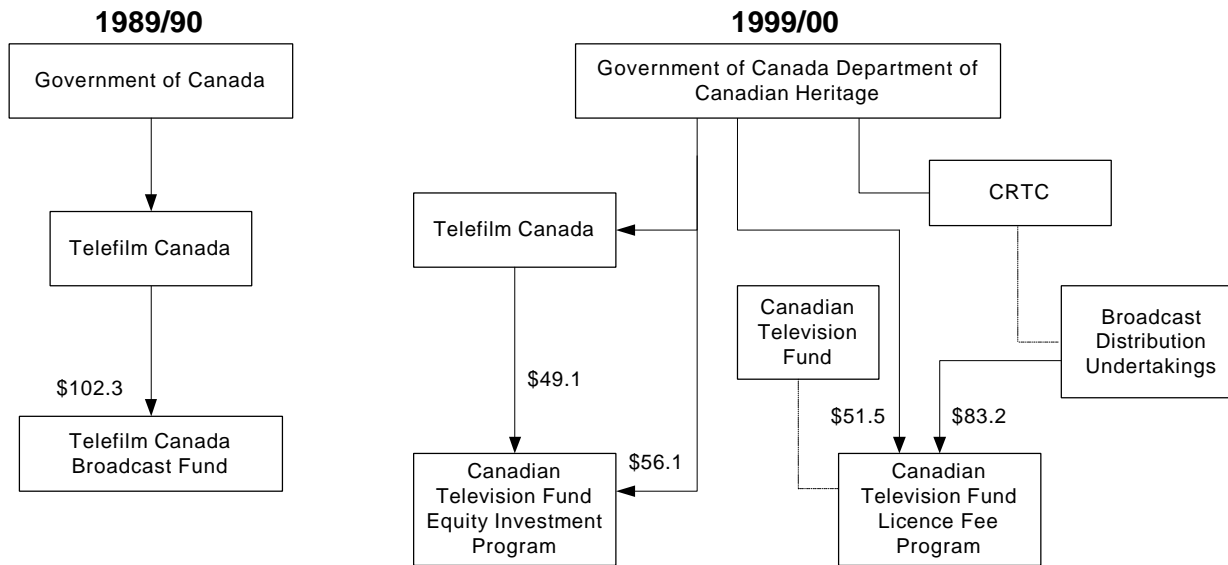 1989/90
Government of Canada
Telefilm Canada
$102.3
Telefilm Canada
Broadcast Fund
1999/00
Government of Canada Department of
Canadian Heritage
CRTC
Telefilm Canada
Canadian
Television
Fund
Broadcast
Distribution
Undertakings
$49.1
$51.5
$83.2
$56.1
Canadian
Television Fund
Equity Investment
Program
Canadian
Television Fund
Licence Fee
Program